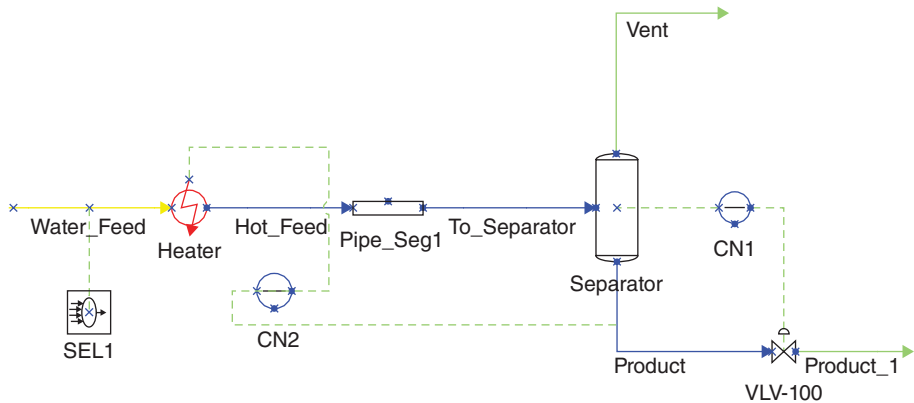 Vent
Water_Feed
Heater
Hot_Feed
Pipe_Seg1
To_Separator
Separator
CN1
SEL1
CN2
Product
VLV-100
Product_1